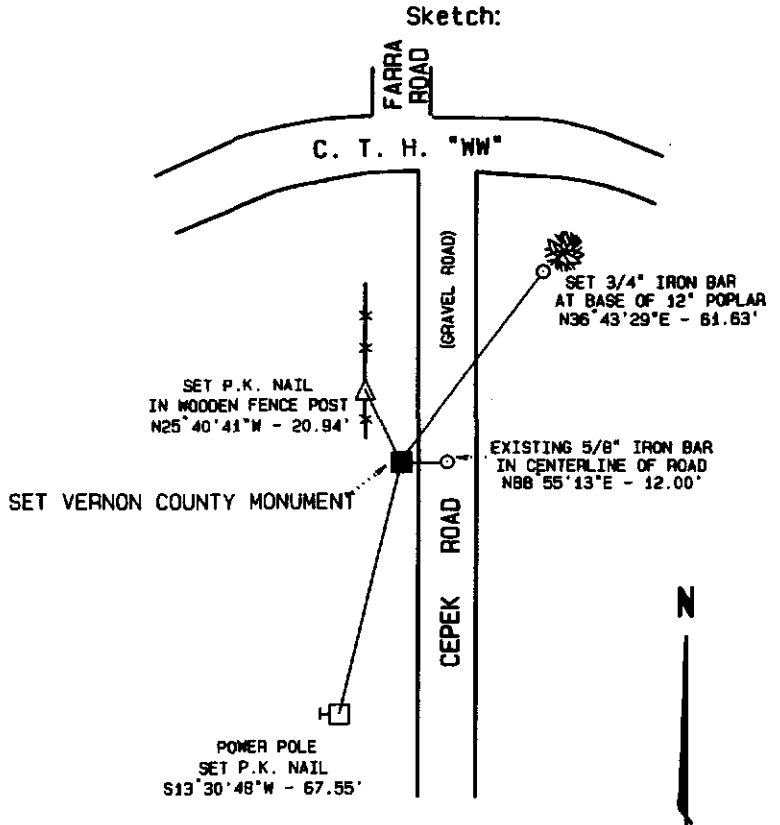 Sketch:
FARRA
ROAD
C. T. H. "WW"
(GRAVEL ROAD)
SET 3/4" IRON BAR
AT BASE OF 12" POPLAR
N36°43'29"E - 61.63'
SET P.K. NAIL
IN WOODEN FENCE POST
N25°40'41"W - 20.94'
EXISTING 5/8" IRON BAR
IN CENTERLINE OF ROAD
N88°55'13"E - 12.00'
SET VERNON COUNTY MONUMENT
CEPEK ROAD
N
POWER POLE
SET P.K. NAIL
S13°30'48"W - 67.55'